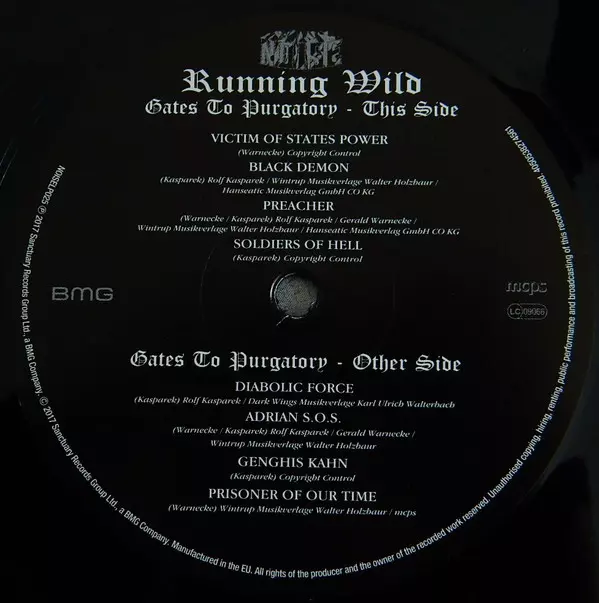 NOISE
Running Wild
Gates To Purgatory - This Side
VICTIM OF STATES POWER
(Warnecke) Copyright Control
BLACK DEMON
(Kasparek) Rolf Kasparek / Wintrup Musikverlage Walter Holzbaur /
Hanseatic Musikverlag GmbH CO KG
PREACHER
(Warnecke / Kasparek) Rolf Kasparek / Gerald Warnecke /
Wintrup Musikverlage Walter Holzbaur / Hanseatic Musikverlag GmbH CO KG
SOLDIERS OF HELL
(Kasparek) Copyright Control
BMG
mcps
LC 09066
Gates To Purgatory - Other Side
DIABOLIC FORCE
(Kasparek) Rolf Kasparek / Dark Wings Musikverlage Karl Ulrich Walterbach
ADRIAN S.O.S.
(Warnecke / Kasparek) Rolf Kasparek / Gerald Warnecke /
Wintrup Musikverlage Walter Holzbaur
GENGHIS KAHN
(Kasparek) Copyright Control
PRISONER OF OUR TIME
(Warnecke) Wintrup Musikverlage Walter Holzbaur / mcps
NOISELP025 ℗ 2017 Sanctuary Records Group Ltd., a BMG Company. © 2017 Sanctuary Records Group Ltd., a BMG Company. Manufactured in the EU. All rights of the producer and the owner of the recorded work reserved. Unauthorised copying, hiring, renting, public performance and broadcasting of this record prohibited 4050538274561